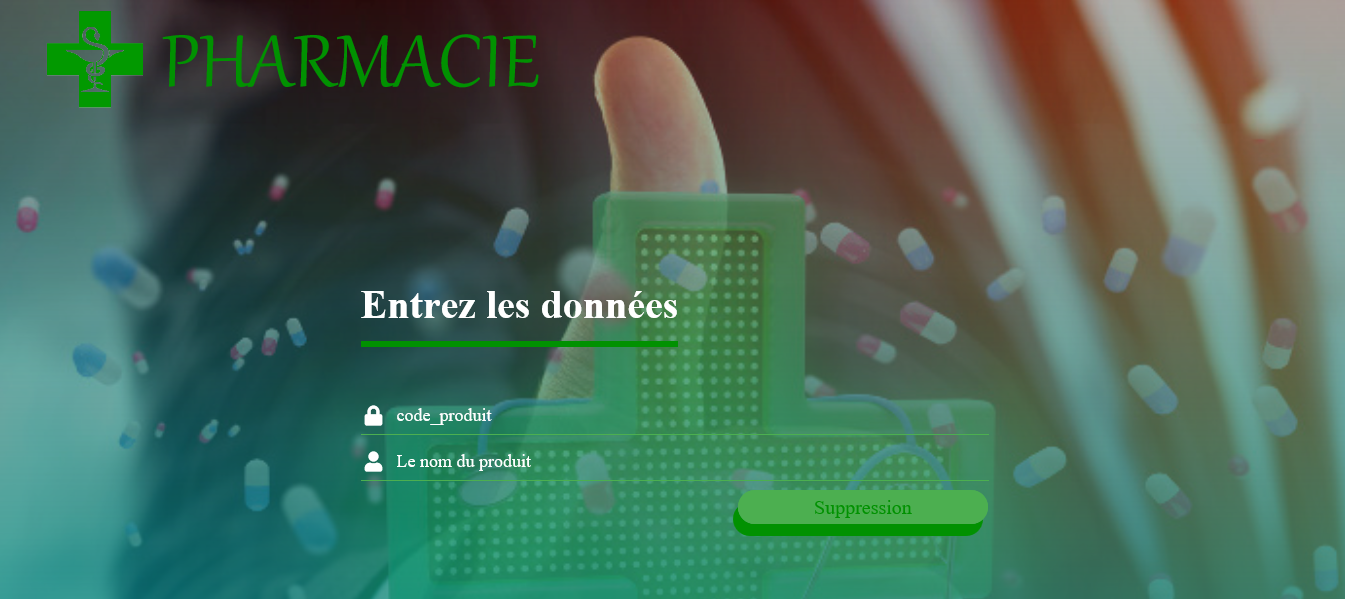 PHARMACIE
Entrez les données
code_produit
Le nom du produit
Suppression